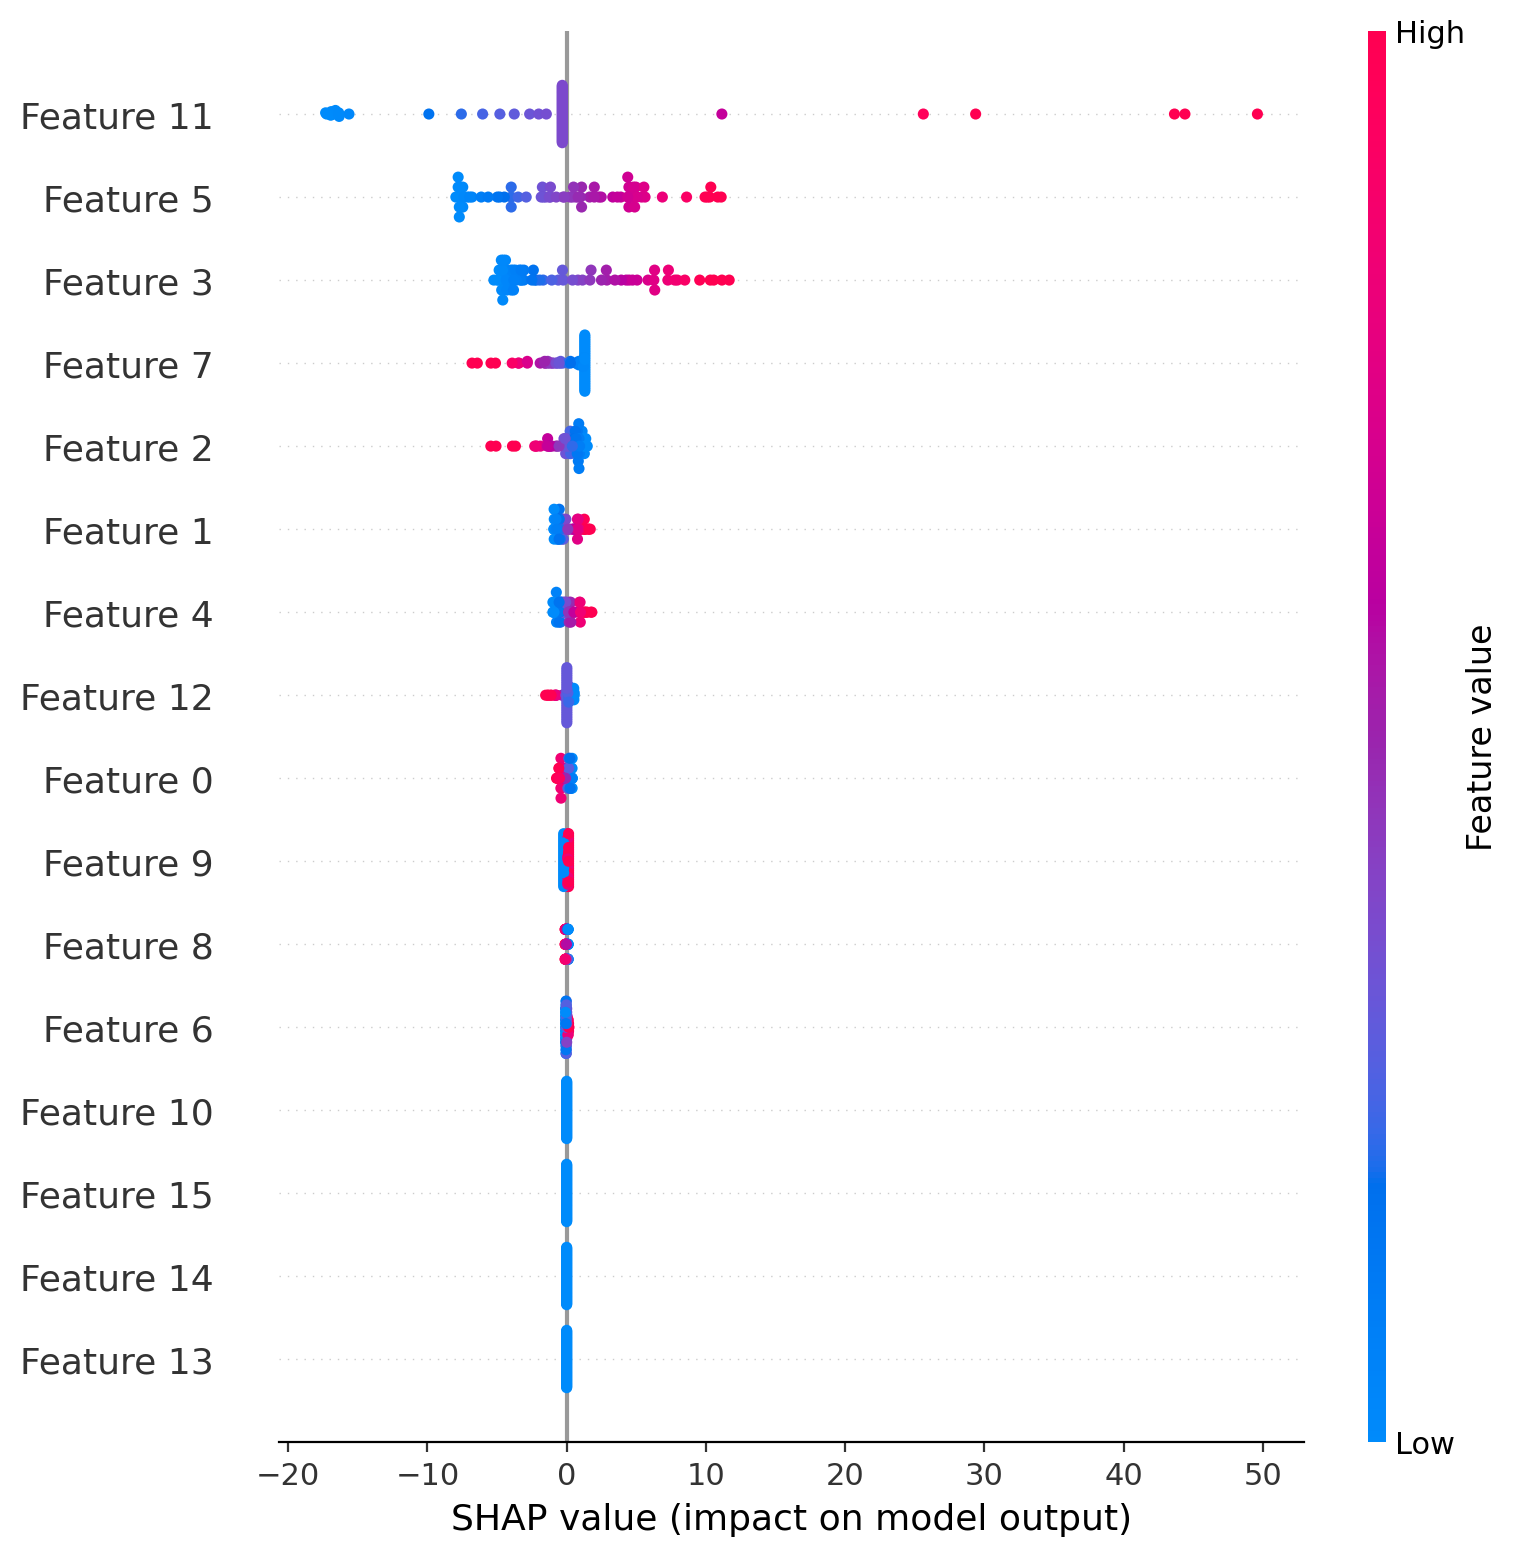 High
Feature 11
Feature 5
Feature 3
Feature 7
Feature 2
Feature 1
Feature 4
Feature 12
Feature 0
Feature 9
Feature 8
Feature 6
Feature 10
Feature 15
Feature 14
Feature 13
Feature value
Low
−20 −10 0 10 20 30 40 50
SHAP value (impact on model output)